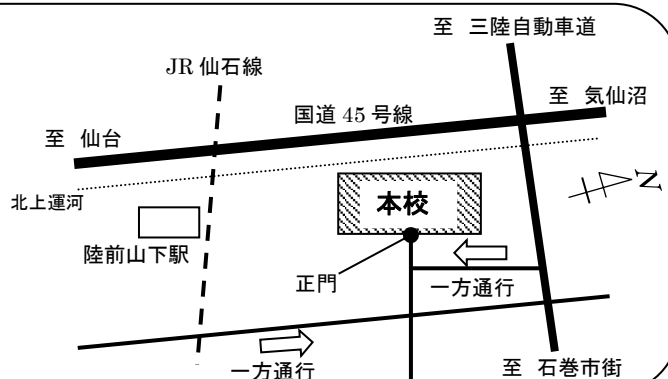 至 三陸自動車道
JR 仙石線
至 気仙沼
国道 45 号線
至 仙台
北上運河
本校
N
陸前山下駅
正門
一方通行
一方通行
至 石巻市街